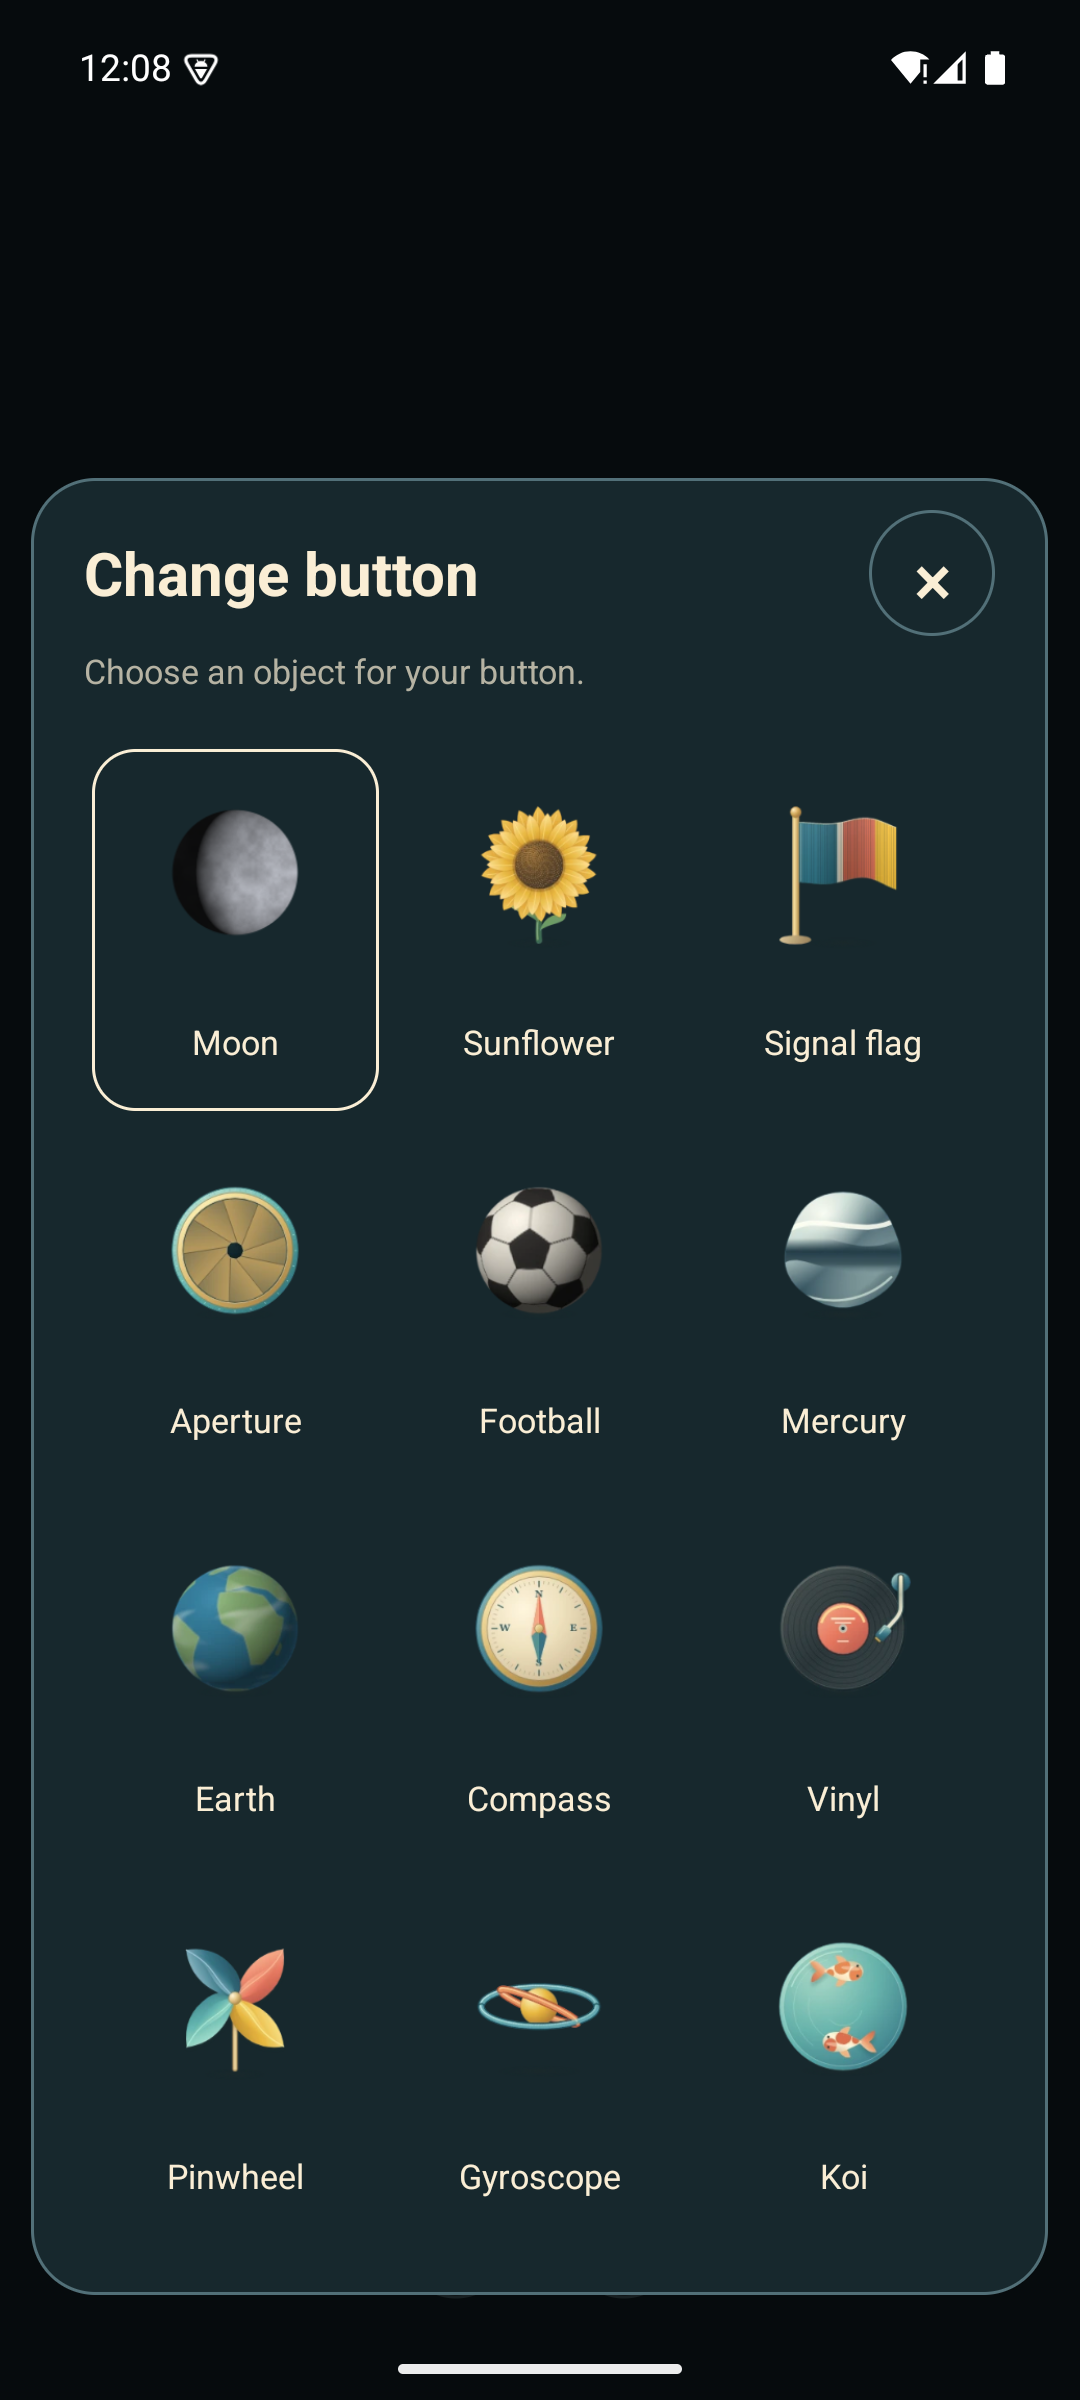 12:08
Change button
Choose an object for your button.
Moon
Sunflower
Signal flag
Aperture
Football
Mercury
N
W
E
S
Earth
Compass
Vinyl
Pinwheel
Gyroscope
Koi